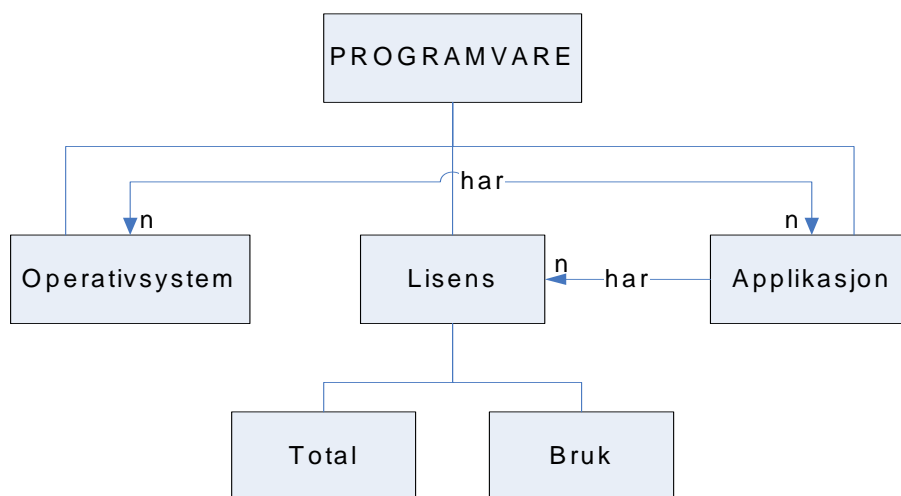 PROGRAMVARE
har
n
n
Operativsystem
Lisens
n
har
Applikasjon
Total
Bruk